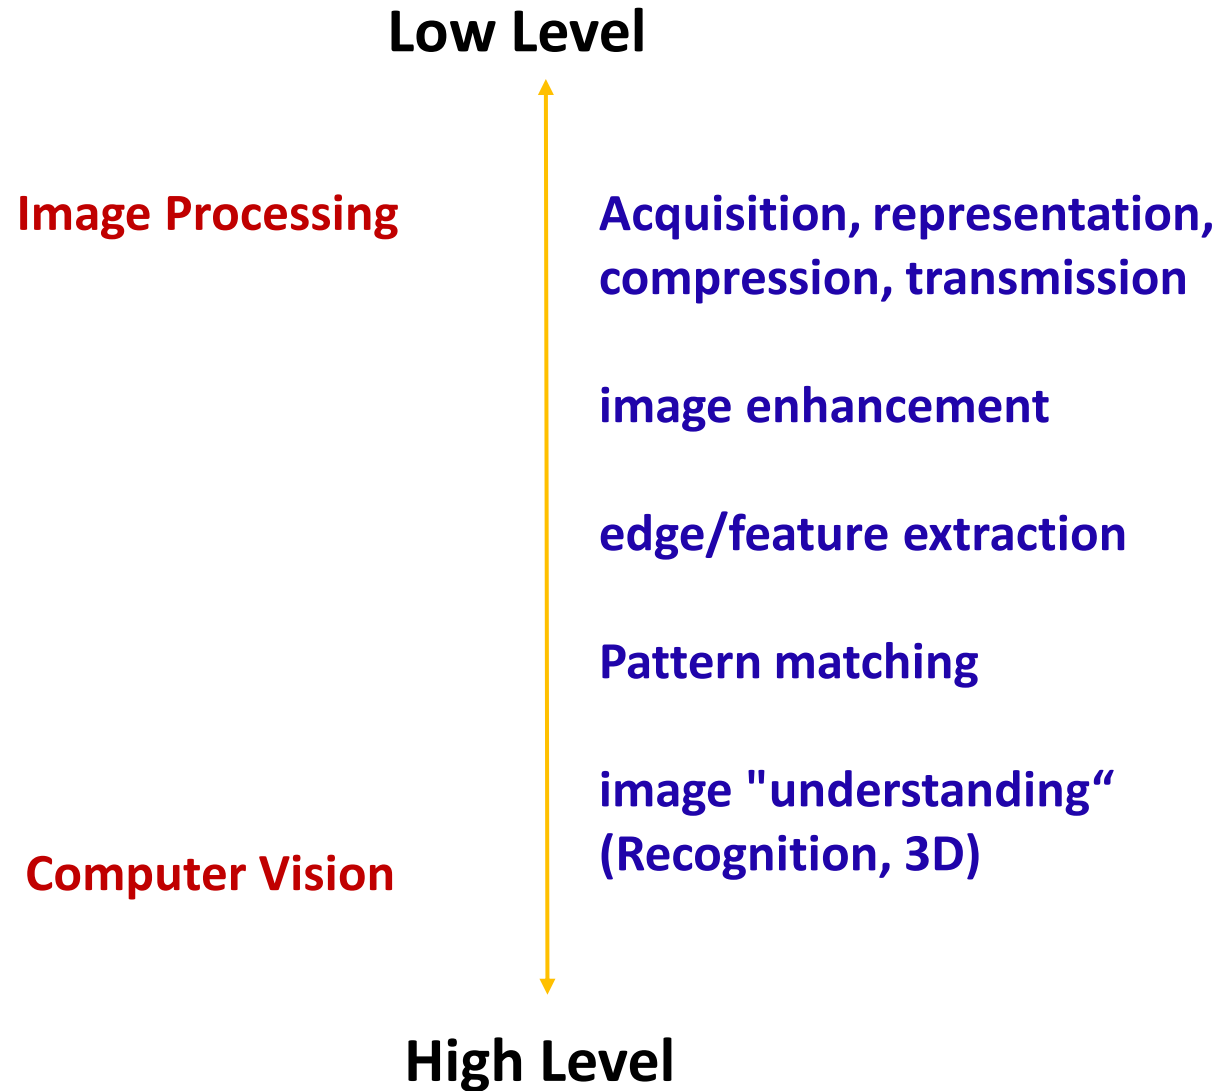 Low Level
Image Processing
Acquisition, representation,
compression, transmission
image enhancement
edge/feature extraction
Pattern matching
image "understanding“
(Recognition, 3D)
Computer Vision
High Level